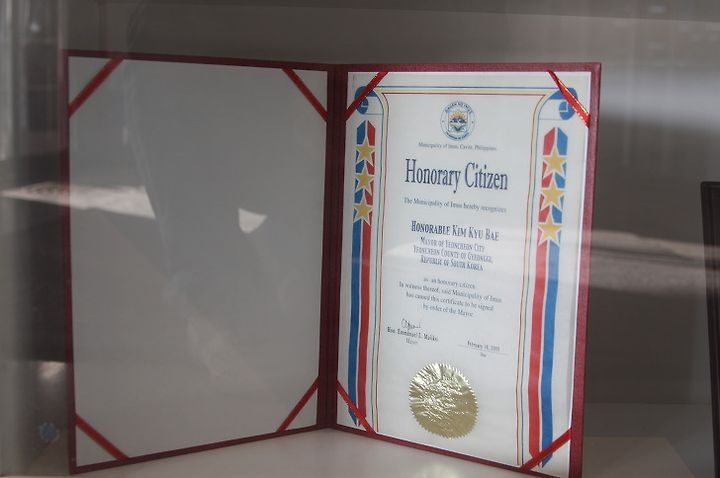 Municipality of Imus, Cavite, Philippines
Honorary Citizen
The Municipality of Imus hereby recognizes
HONORABLE KIM KYU BAE
MAYOR OF YEONCHEON CITY
YEONCHEON COUNTY OF GYEONGGI,
REPUBLIC OF SOUTH KOREA
as an honorary citizen.
In witness thereof, said Municipality of Imus
has caused this certificate to be signed
by order of the Mayor.
Hon. Emmanuel L. Maliksi
Mayor
February 16,
Date